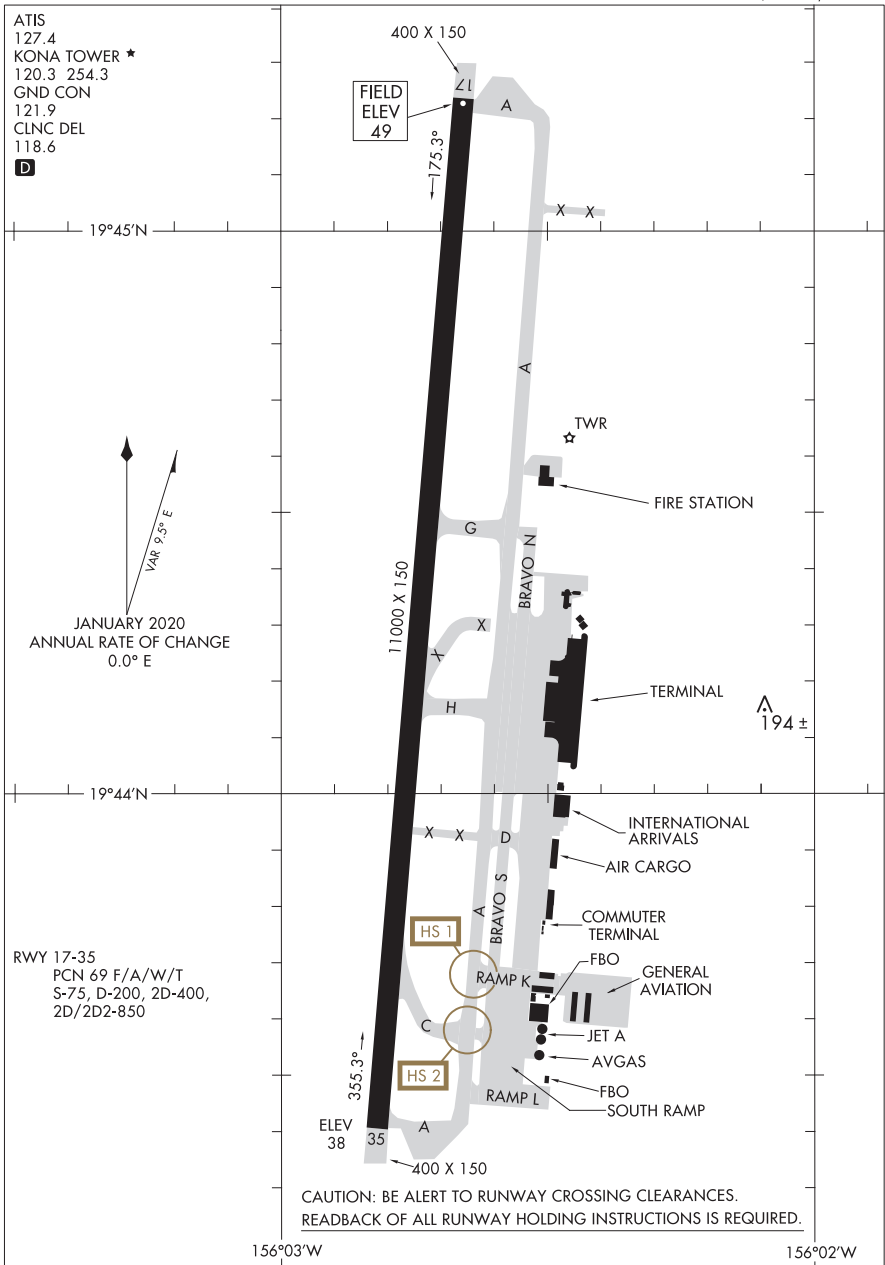 ATIS
127.4
KONA TOWER ★
120.3 254.3
GND CON
121.9
CLNC DEL
118.6
D
400 X 150
17
FIELD
ELEV
49
A
175.3°
X X
19°45'N
A
TWR
FIRE STATION
VAR 9.5° E
JANUARY 2020
ANNUAL RATE OF CHANGE
0.0° E
G
BRAVO N
11000 X 150
X
X
H
TERMINAL
194 ±
19°44'N
X X
D
INTERNATIONAL
ARRIVALS
AIR CARGO
A
BRAVO S
COMMUTER
TERMINAL
HS 1
RAMP K
FBO
GENERAL
AVIATION
RWY 17-35
PCN 69 F/A/W/T
S-75, D-200, 2D-400,
2D/2D2-850
C
JET A
355.3°
HS 2
AVGAS
FBO
RAMP L
SOUTH RAMP
ELEV
38
35
A
400 X 150
CAUTION: BE ALERT TO RUNWAY CROSSING CLEARANCES.
READBACK OF ALL RUNWAY HOLDING INSTRUCTIONS IS REQUIRED.
156°03'W
156°02'W